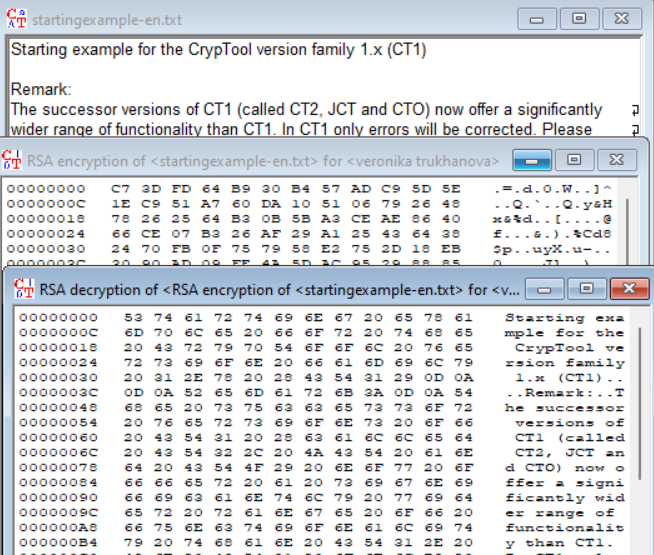 startingexample-en.txt
Starting example for the CrypTool version family 1.x (CT1)
Remark:
The successor versions of CT1 (called CT2, JCT and CTO) now offer a significantly
wider range of functionality than CT1. In CT1 only errors will be corrected. Please
RSA encryption of <startingexample-en.txt> for <veronika trukhanova>
00000000 C7 3D FD 64 B9 30 B4 57 AD C9 5D 5E .=.d.0.W..]^
0000000C 1E C9 51 A7 60 DA 10 51 06 79 26 48 ..Q.`..Q.y&H
00000018 78 26 25 64 B3 0B 5B A3 CE AE 86 40 x&%d..[....@
00000024 66 CE 07 B3 26 AF 29 A1 25 43 64 38 f...&.).%Cd8
00000030 24 70 FB 0F 75 79 58 E2 75 2D 18 EB $p..uyX.u-..
RSA decryption of <RSA encryption of <startingexample-en.txt> for <v...
00000000 53 74 61 72 74 69 6E 67 20 65 78 61 Starting exa
0000000C 6D 70 6C 65 20 66 6F 72 20 74 68 65 mple for the
00000018 20 43 72 79 70 54 6F 6F 6C 20 76 65 CrypTool ve
00000024 72 73 69 6F 6E 20 66 61 6D 69 6C 79 rsion family
00000030 20 31 2E 78 20 28 43 54 31 29 0D 0A 1.x (CT1)..
0000003C 0D 0A 52 65 6D 61 72 6B 3A 0D 0A 54 ..Remark:..T
00000048 68 65 20 73 75 63 63 65 73 73 6F 72 he successor
00000054 20 76 65 72 73 69 6F 6E 73 20 6F 66 versions of
00000060 20 43 54 31 20 28 63 61 6C 6C 65 64 CT1 (called
0000006C 20 43 54 32 2C 20 4A 43 54 20 61 6E CT2, JCT an
00000078 64 20 43 54 4F 29 20 6E 6F 77 20 6F d CTO) now o
00000084 66 66 65 72 20 61 20 73 69 67 6E 69 ffer a signi
00000090 66 69 63 61 6E 74 6C 79 20 77 69 64 ficantly wid
0000009C 65 72 20 72 61 6E 67 65 20 6F 66 20 er range of
000000A8 66 75 6E 63 74 69 6F 6E 61 6C 69 74 functionalit
000000B4 79 20 74 68 61 6E 20 43 54 31 2E 20 y than CT1.